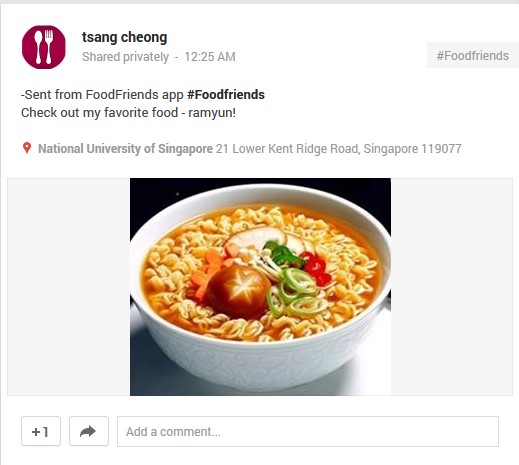 tsang cheong
Shared privately - 12:25 AM
#Foodfriends
-Sent from FoodFriends app #Foodfriends
Check out my favorite food - ramyun!
National University of Singapore 21 Lower Kent Ridge Road, Singapore 119077
+1
Add a comment...